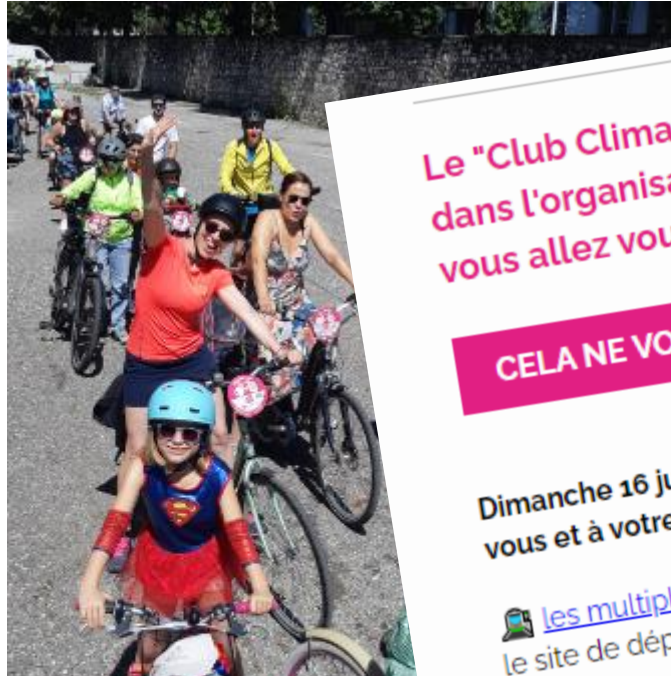 Le "Club Clima
dans l'organisa
vous allez vou
CELA NE VO
Dimanche 16 ju
vous et à votre
les multipl
le site de dép